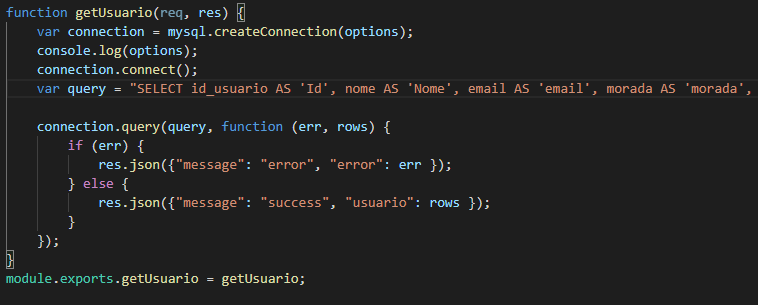 function getUsuario(req, res) {
    var connection = mysql.createConnection(options);
    console.log(options);
    connection.connect();
    var query = "SELECT id_usuario AS 'Id', nome AS 'Nome', email AS 'email', morada AS 'morada',
    connection.query(query, function (err, rows) {
        if (err) {
            res.json({"message": "error", "error": err });
        } else {
            res.json({"message": "success", "usuario": rows });
        }
    });
}
module.exports.getUsuario = getUsuario;